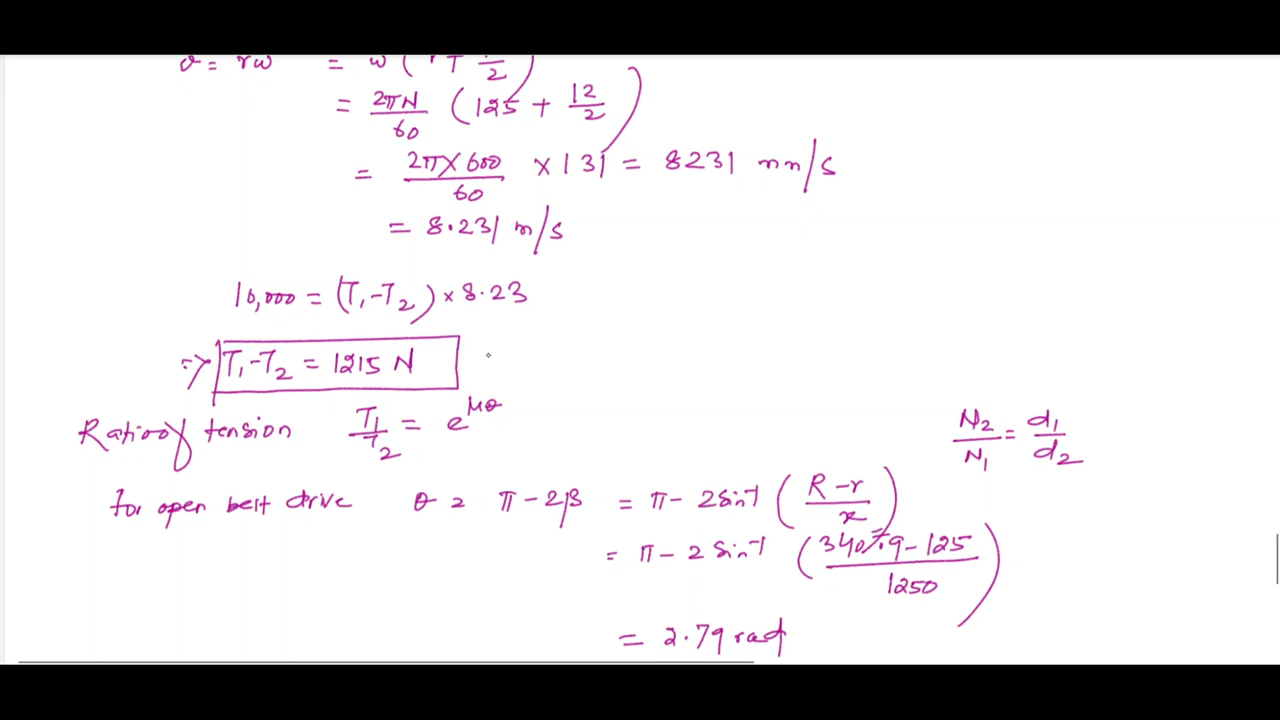 v = rω = ω ( r + t/2 )
= 2πN/60 ( 125 + 12/2 )
= 2π × 600/60 × 131 = 8231 mm/s
= 8.231 m/s
10,000 = (T₁-T₂) × 8.23
⇒ T₁-T₂ = 1215 N
Ratio of tension T₁/T₂ = e^μθ
N₂/N₁ = d₁/d₂
for open belt drive θ = π - 2β = π - 2sin⁻¹ ( R-r/x )
= π - 2 sin⁻¹ ( 340.9 - 125/1250 )
= 2.79 rad